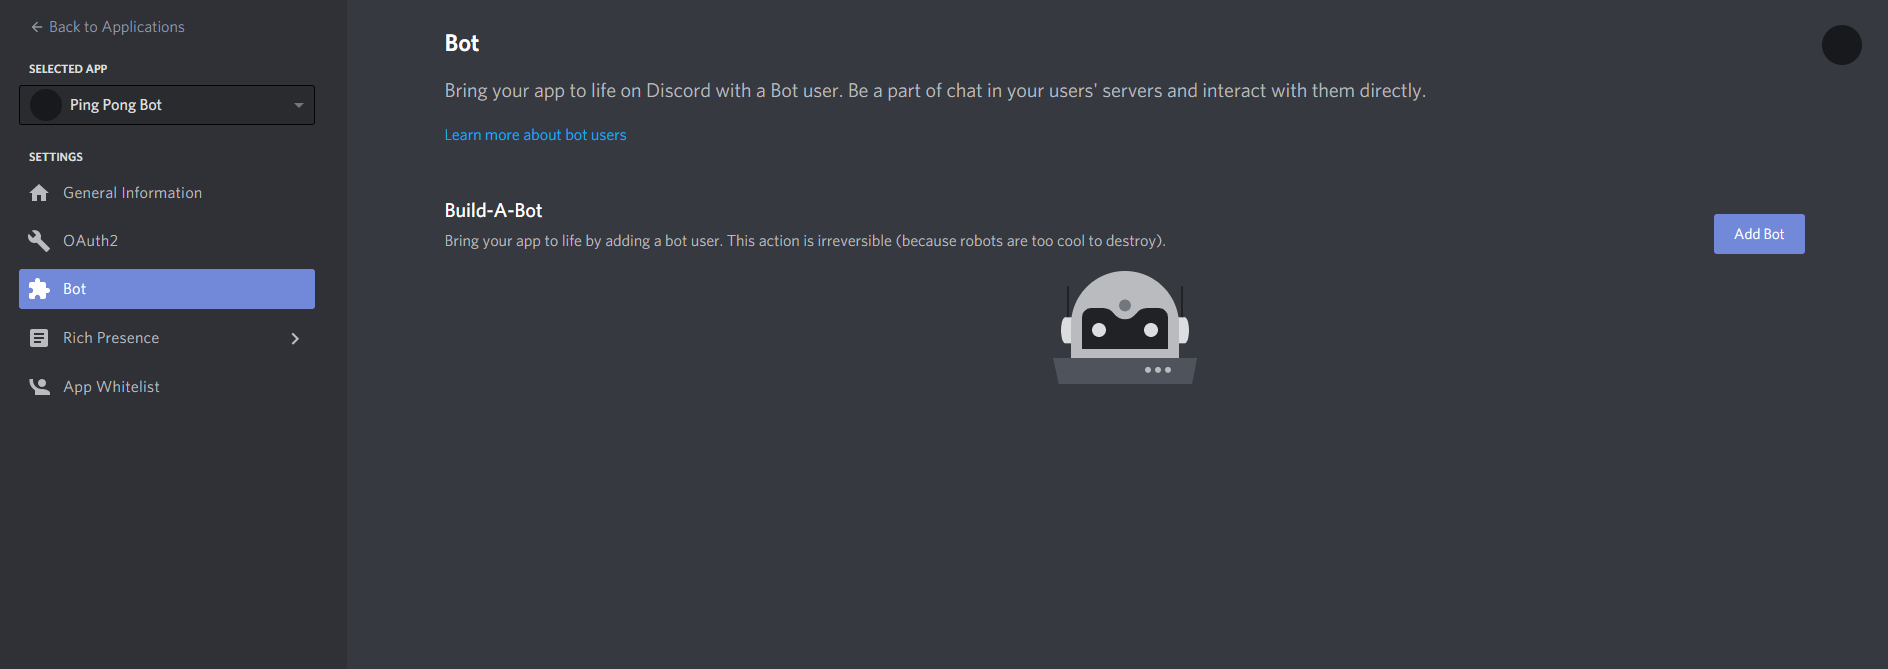 Back to Applications
SELECTED APP
Ping Pong Bot
SETTINGS
General Information
OAuth2
Bot
Rich Presence
App Whitelist
Bot
Bring your app to life on Discord with a Bot user. Be a part of chat in your users' servers and interact with them directly.
Learn more about bot users
Build-A-Bot
Bring your app to life by adding a bot user. This action is irreversible (because robots are too cool to destroy).
Add Bot